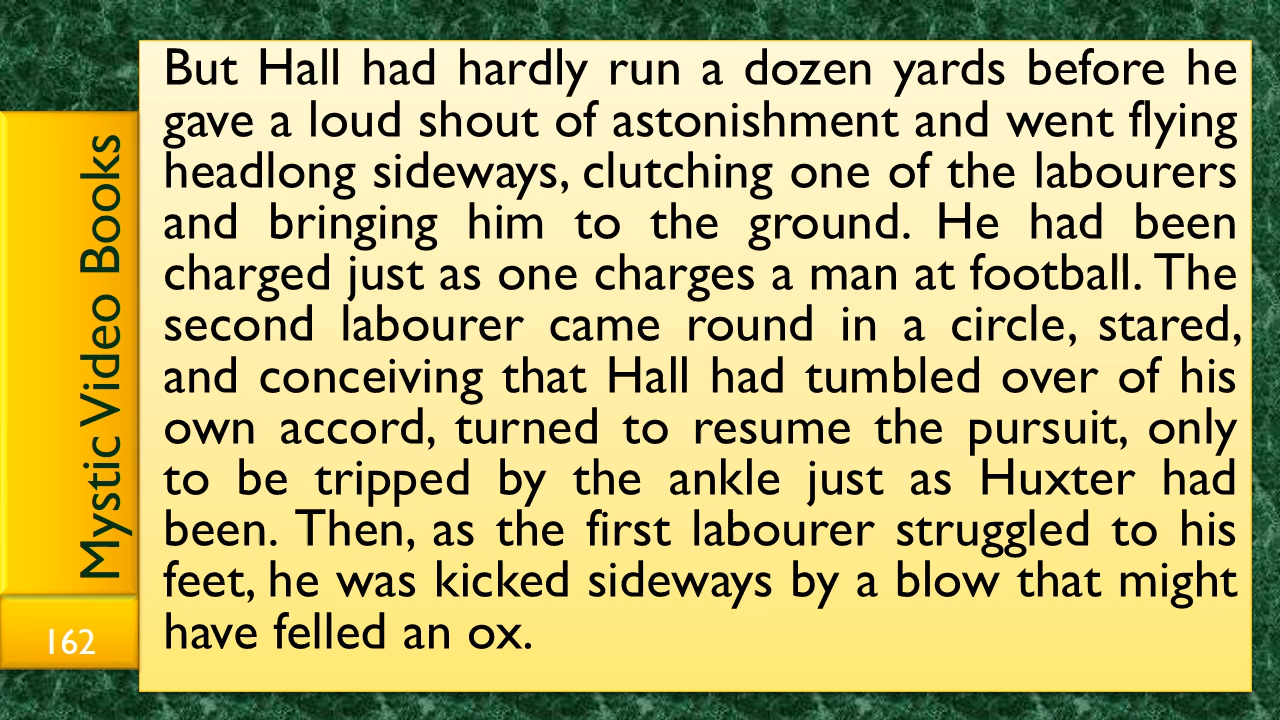 But Hall had hardly run a dozen yards before he
gave a loud shout of astonishment and went flying
headlong sideways, clutching one of the labourers
and bringing him to the ground. He had been
charged just as one charges a man at football. The
second labourer came round in a circle, stared,
and conceiving that Hall had tumbled over of his
own accord, turned to resume the pursuit, only
to be tripped by the ankle just as Huxter had
been. Then, as the first labourer struggled to his
feet, he was kicked sideways by a blow that might
have felled an ox.
Mystic Video Books
162